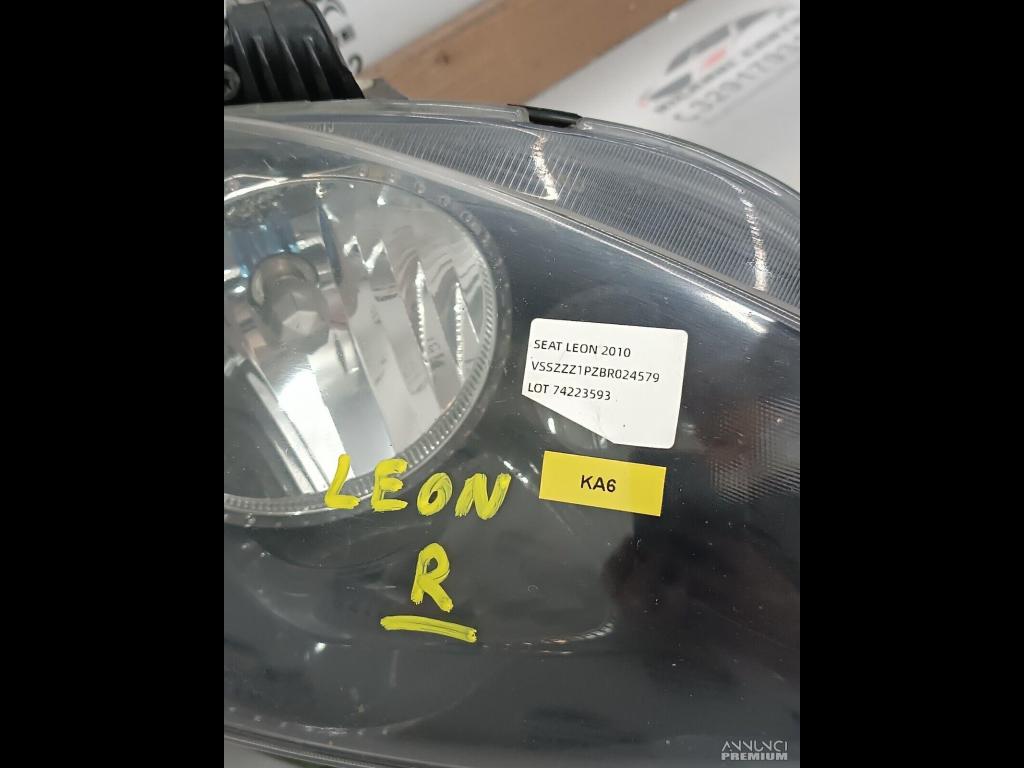 SEAT LEON 2010
VSSZZZ1PZBR024579
LOT 74223593
KA6
LEON
R
ANNUNCI
PREMIUM